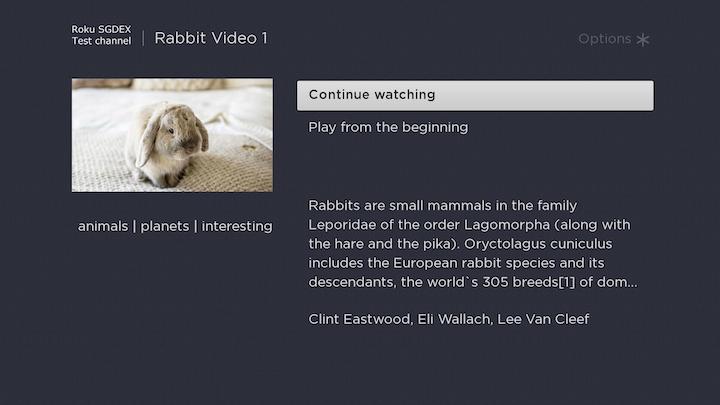 Roku SGDEX
Test channel
Rabbit Video 1
Options
Continue watching
Play from the beginning
animals | planets | interesting
Rabbits are small mammals in the family
Leporidae of the order Lagomorpha (along with
the hare and the pika). Oryctolagus cuniculus
includes the European rabbit species and its
descendants, the world`s 305 breeds[1] of dom...
Clint Eastwood, Eli Wallach, Lee Van Cleef